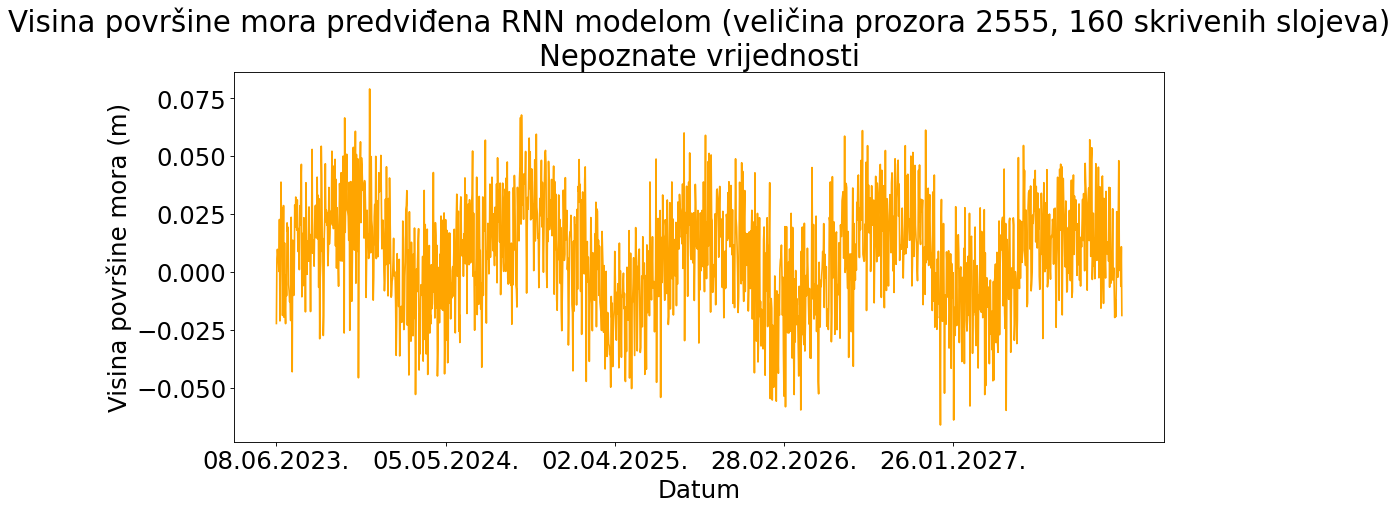 Visina površine mora predviđena RNN modelom (veličina prozora 2555, 160 skrivenih slojeva)
Nepoznate vrijednosti
Visina površine mora (m)
0.075
0.050
0.025
0.000
−0.025
−0.050
08.06.2023. 05.05.2024. 02.04.2025. 28.02.2026. 26.01.2027.
Datum